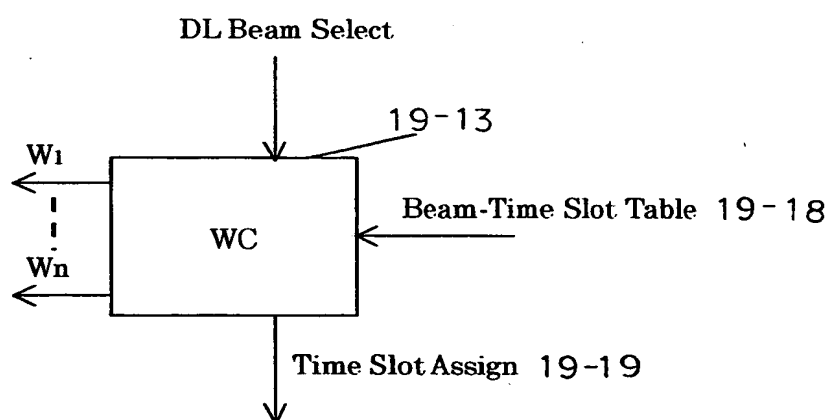 DL Beam Select
19-13
W1
Beam-Time Slot Table 19-18
WC
Wn
Time Slot Assign 19-19